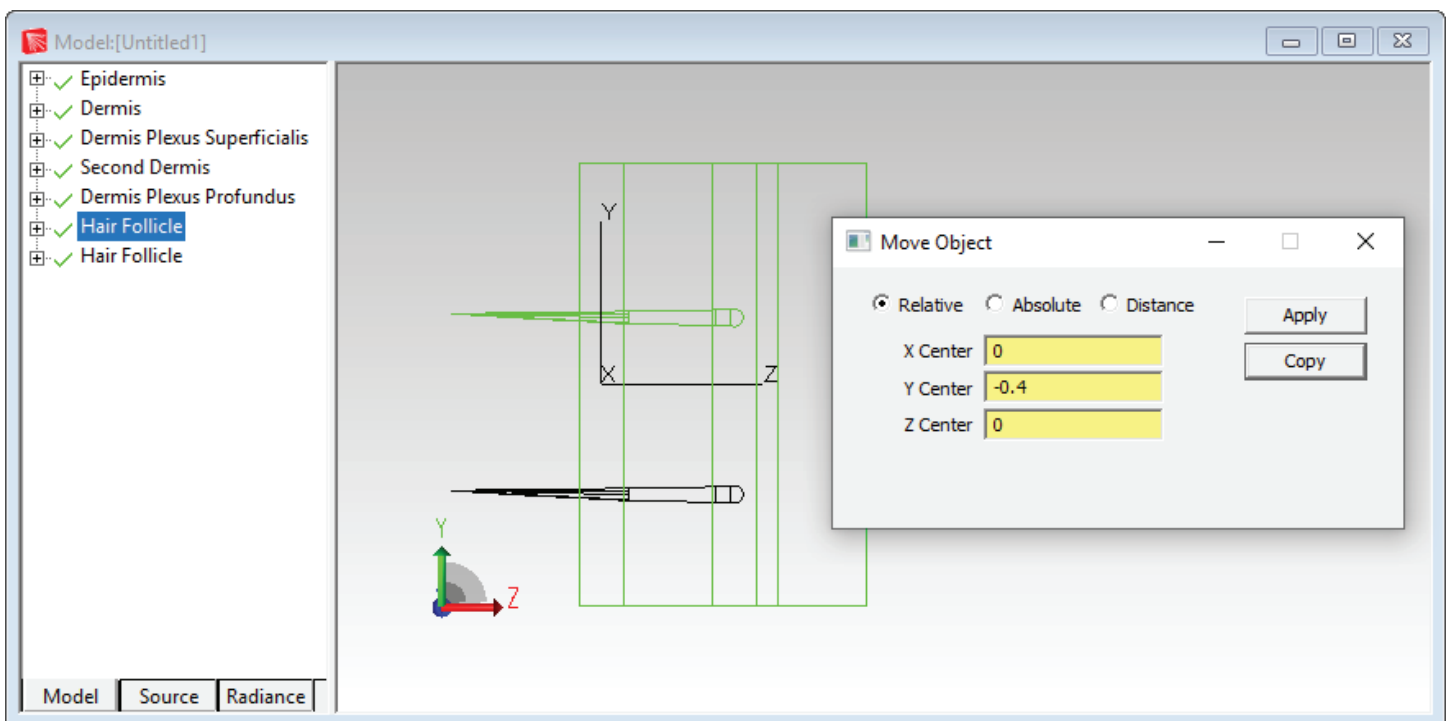 Model:[Untitled1]
Epidermis
Dermis
Dermis Plexus Superficialis
Second Dermis
Dermis Plexus Profundus
Hair Follicle
Hair Follicle
Model Source Radiance
Y
X
Z
Y
Z
Move Object
Relative Absolute Distance
Apply
X Center 0
Copy
Y Center -0.4
Z Center 0